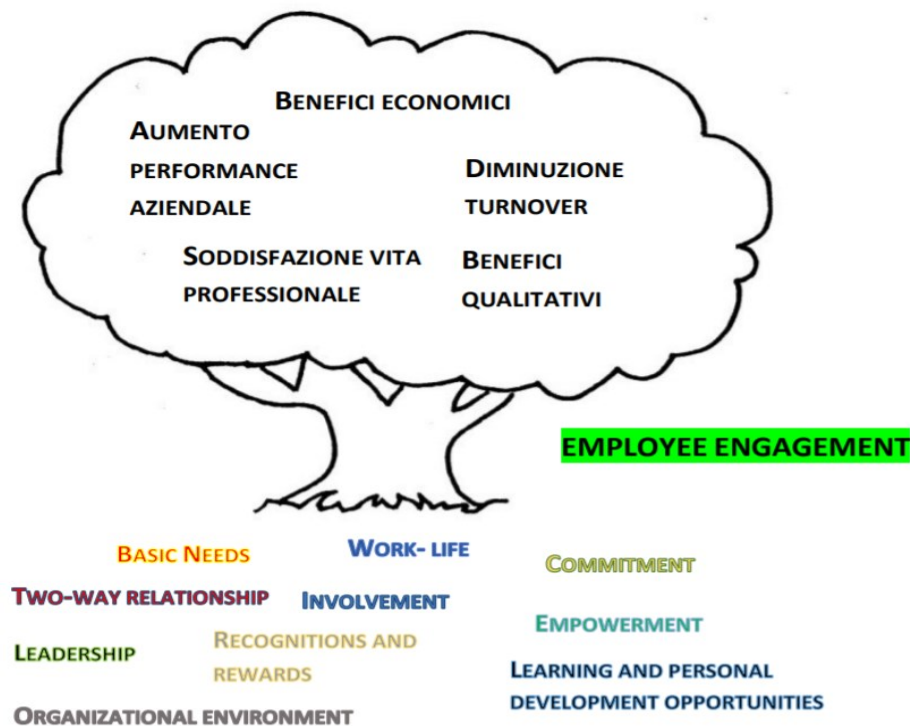 BENEFICI ECONOMICI
AUMENTO
PERFORMANCE
AZIENDALE
DIMINUZIONE
TURNOVER
SODDISFAZIONE VITA
PROFESSIONALE
BENEFICI
QUALITATIVI
EMPLOYEE ENGAGEMENT
BASIC NEEDS
WORK- LIFE
COMMITMENT
TWO-WAY RELATIONSHIP
INVOLVEMENT
EMPOWERMENT
LEADERSHIP
RECOGNITIONS AND
REWARDS
LEARNING AND PERSONAL
DEVELOPMENT OPPORTUNITIES
ORGANIZATIONAL ENVIRONMENT